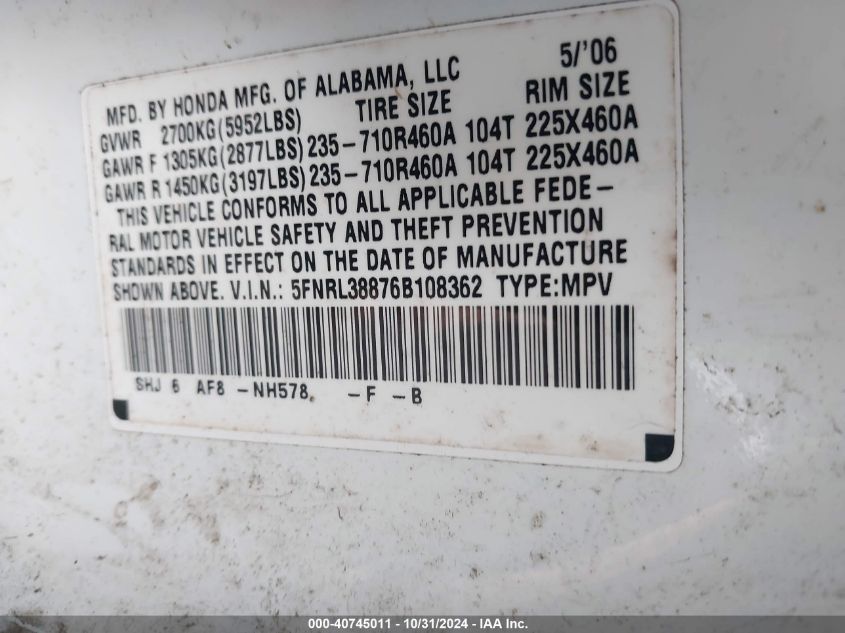 5/'06
MFD. BY HONDA MFG. OF ALABAMA, LLC
GVWR 2700KG(5952LBS) TIRE SIZE RIM SIZE
GAWR F 1305KG(2877LBS) 235-710R460A 104T 225X460A
GAWR R 1450KG(3197LBS) 235-710R460A 104T 225X460A
THIS VEHICLE CONFORMS TO ALL APPLICABLE FEDE-
RAL MOTOR VEHICLE SAFETY AND THEFT PREVENTION
STANDARDS IN EFFECT ON THE DATE OF MANUFACTURE
SHOWN ABOVE. V.I.N.: 5FNRL38876B108362 TYPE:MPV
SHJ 6 AF8 -NH578 -F -B
000-40745011 - 10/31/2024 - IAA Inc.